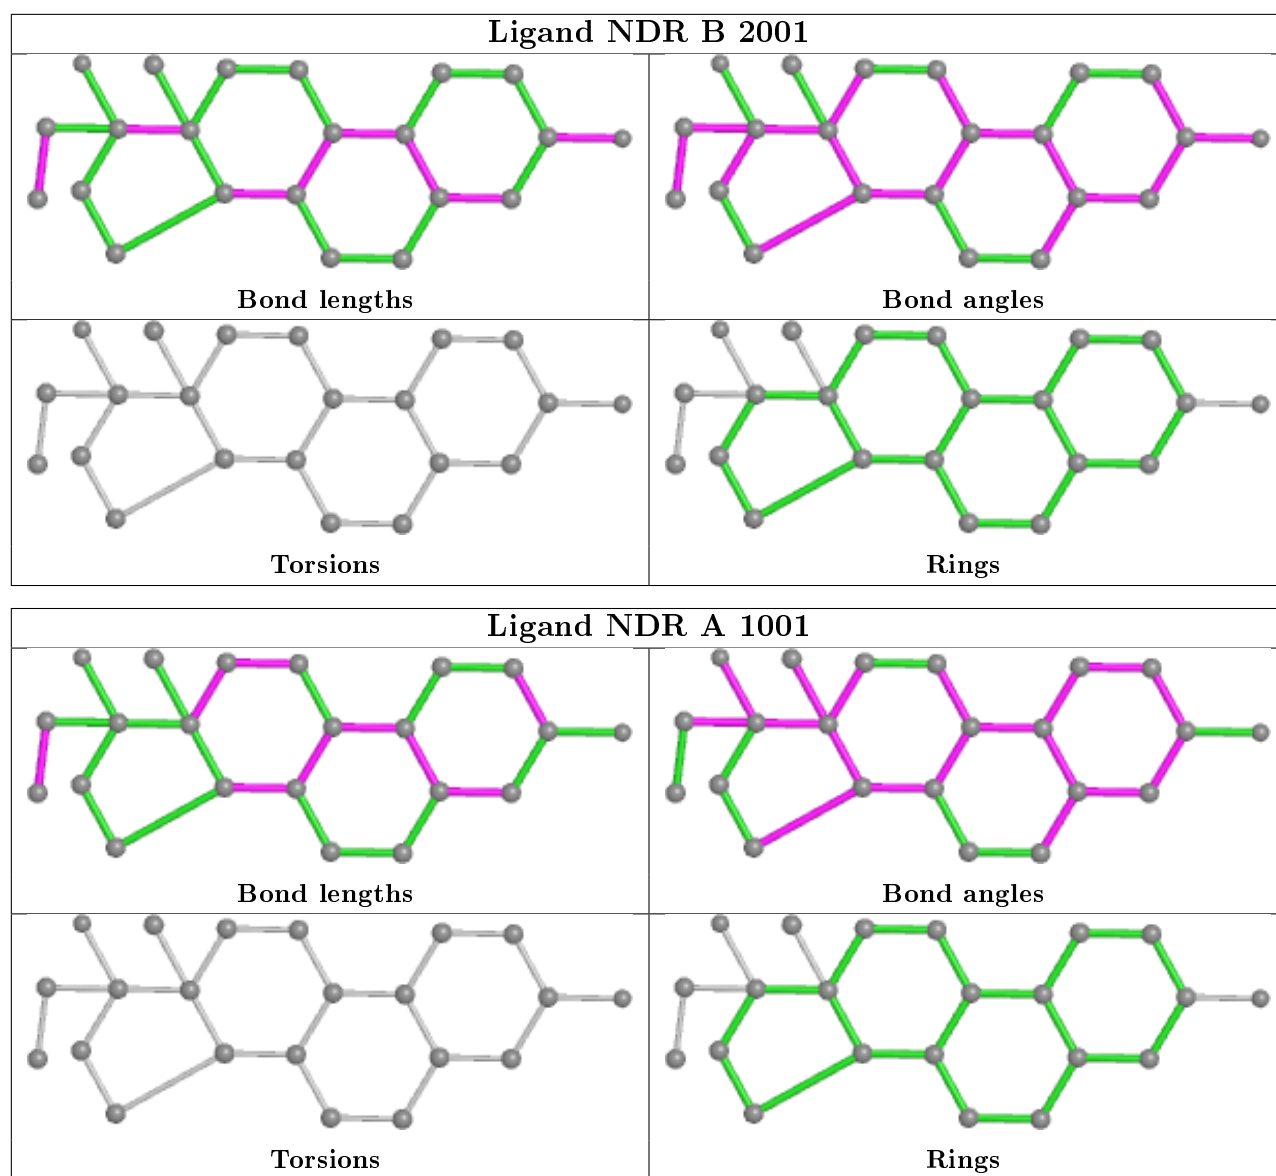 Ligand NDR B 2001
Bond lengths
Bond angles
Torsions
Rings
Ligand NDR A 1001
Bond lengths
Bond angles
Torsions
Rings